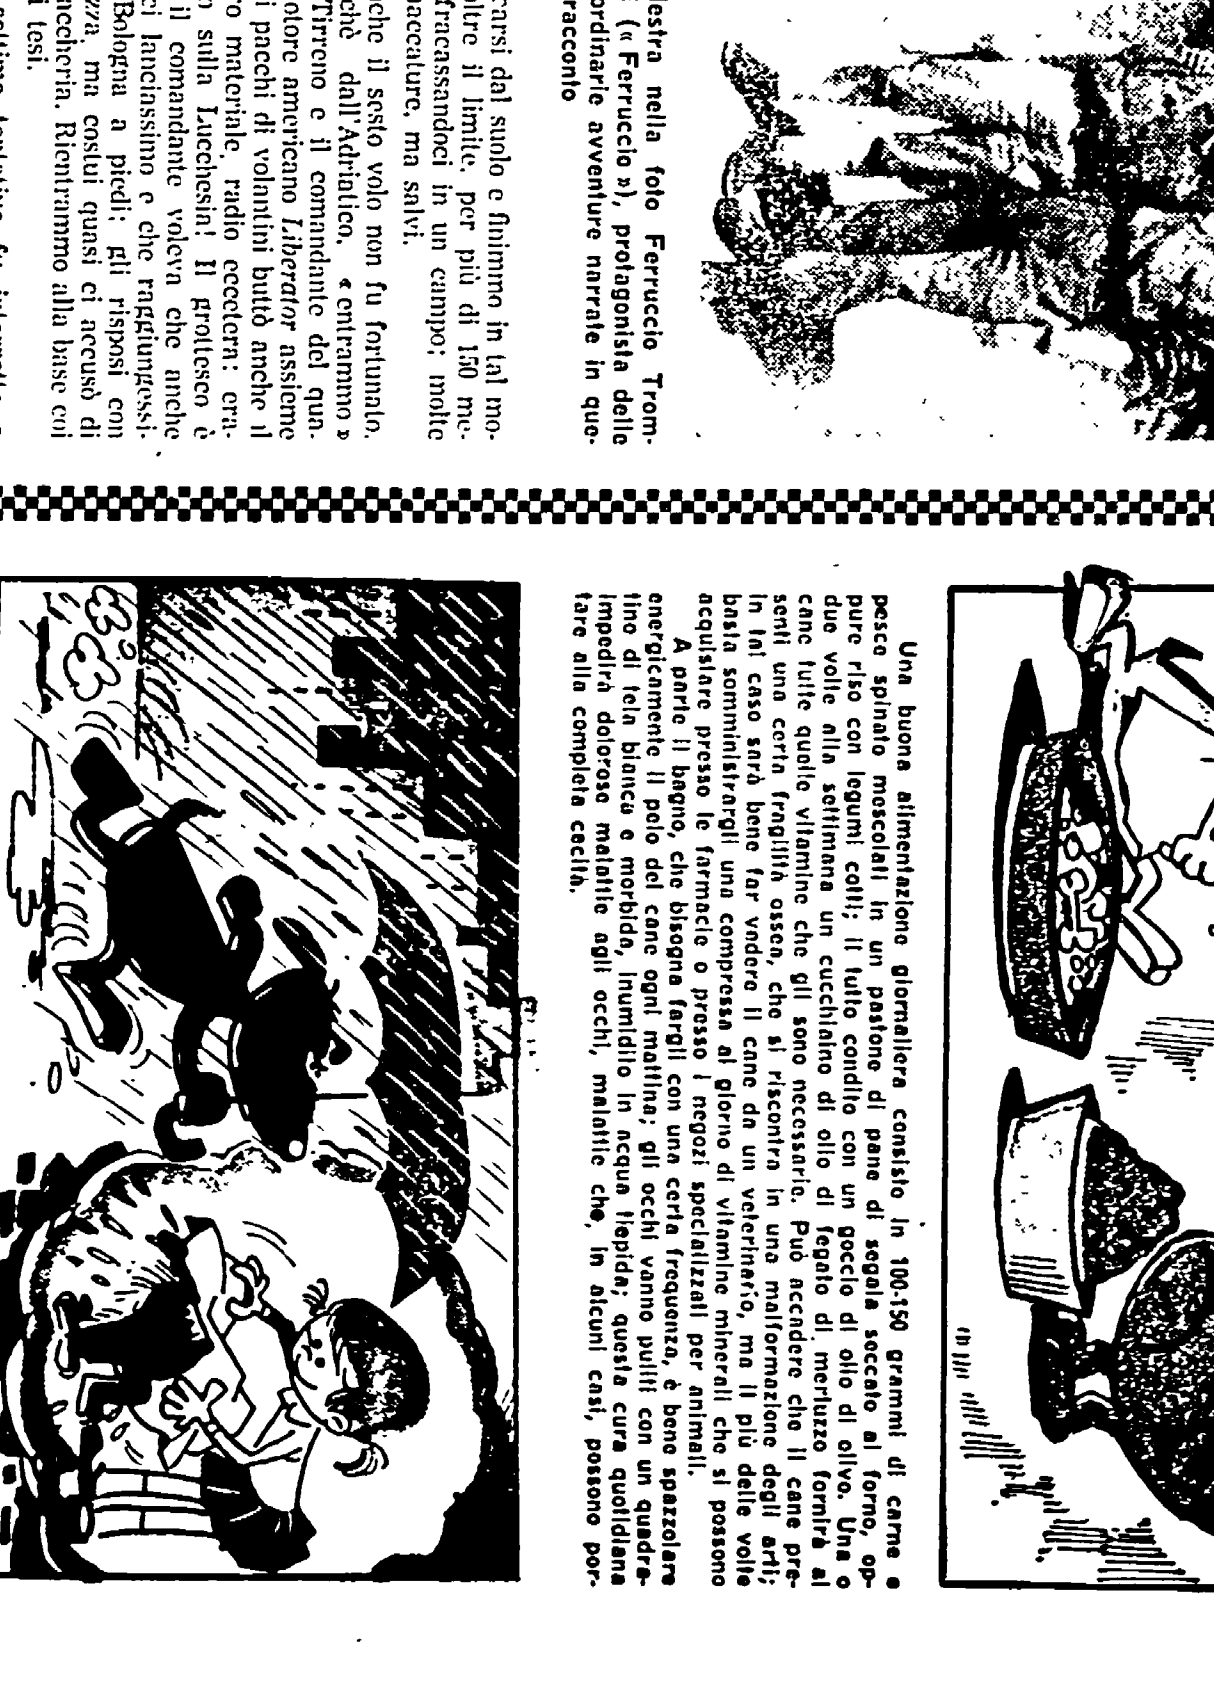 lestra nella foto Ferruccio Trom-
i (« Ferruccio »), protagonista delle
ordinarie avventure narrate in que-
racconto
carsi dal suolo e finimmo in tal mo-
oltre il limite, per più di 150 me-
fracassandoci in un campo; molte
accature, ma salvi.
che il sesto volo non fu fortunato.
chè dall'Adriatico, « entrammo »
Tirreno e il comandante del qua-
otore americano Liberator assieme
i pacchi di volantini buttò anche il
ro materiale, radio eccetera: era-
o sulla Lucchesia! Il grottesco è
il comandante voleva che anche
ci lanciassimo e che raggiungessi-
Bologna a piedi; gli risposi con
zza, ma costui quasi ci accusò di
accheria. Rientrammo alla base coi
i tesi.
Una buona alimentazione giornaliera consiste in 100-150 grammi di carne e
pesce spinato mescolati in un pastone di pane di segala seccato al forno, op-
pure riso con legumi cotti; il tutto condito con un goccio di olio di olivo. Una o
due volte alla settimana un cucchiaino di olio di fegato di merluzzo fornirà al
cane tutte quelle vitamine che gli sono necessarie. Può accadere che il cane pre-
senti una certa fragilità ossea, che si riscontra in una malformazione degli arti;
in tal caso sarà bene far vedere il cane da un veterinario, ma il più delle volte
basta somministrargli una compressa al giorno di vitamine minerali che si possono
acquistare presso le farmacie o presso i negozi specializzati per animali.
A parte il bagno, che bisogna fargli con una certa frequenza, è bene spazzolare
energicamente il pelo del cane ogni mattina; gli occhi vanno puliti con un quadra-
tino di tela bianca e morbida, inumidito in acqua tiepida; questa cura quotidiana
impedirà dolorose malattie agli occhi, malattie che, in alcuni casi, possono por-
tare alla completa cecità.